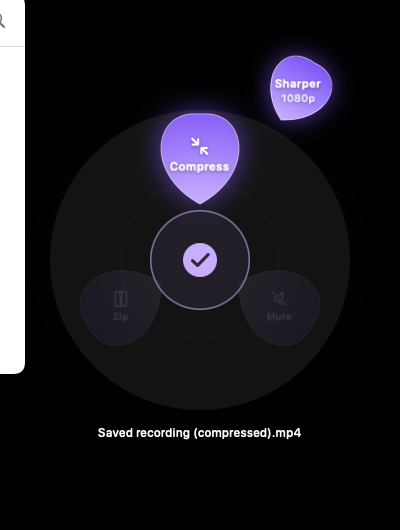 Sharper
1080p
Compress
Zip
Mute
Saved recording (compressed).mp4